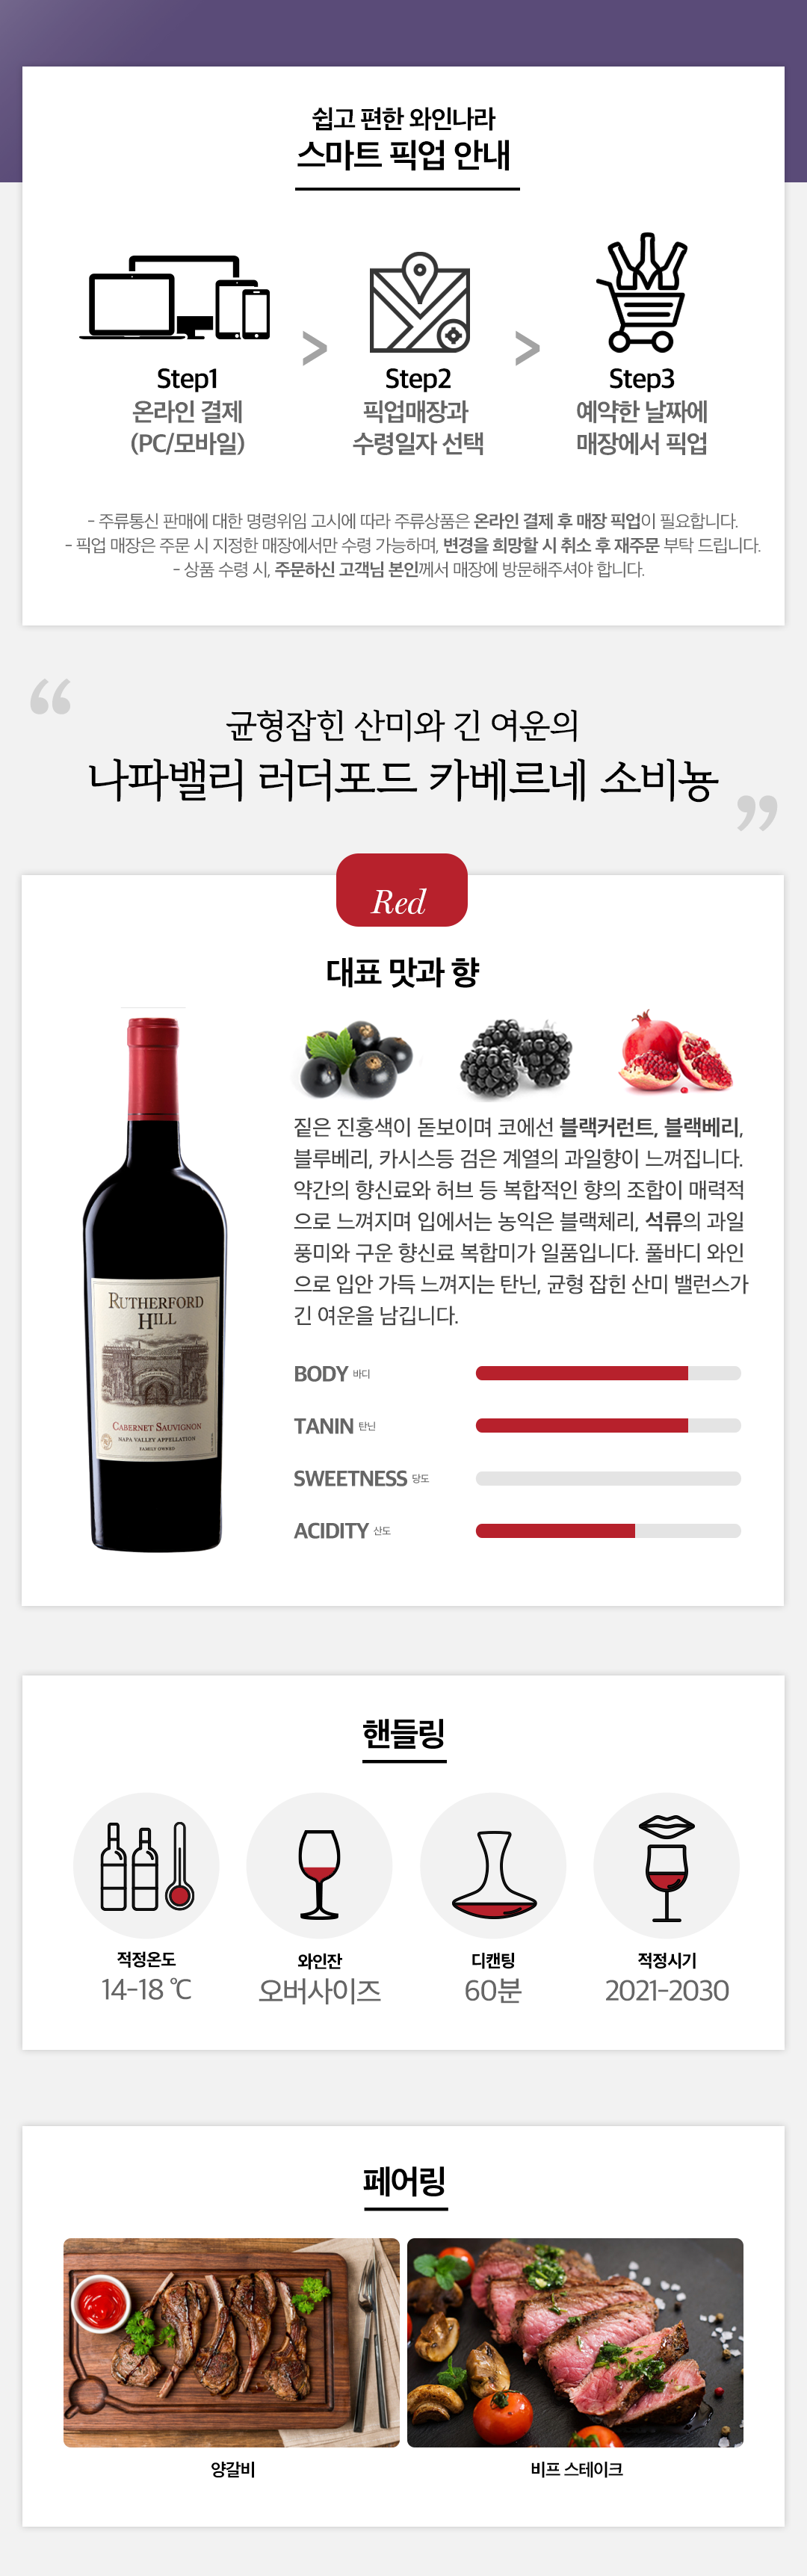 쉽고 편한 와인나라
스마트 픽업 안내
Step1
온라인 결제
(PC/모바일)
>
Step2
픽업매장과
수령일자 선택
>
Step3
예약한 날짜에
매장에서 픽업
- 주류통신 판매에 대한 명령위임 고시에 따라 주류상품은 온라인 결제 후 매장 픽업이 필요합니다.
- 픽업 매장은 주문 시 지정한 매장에서만 수령 가능하며, 변경을 희망할 시 취소 후 재주문 부탁 드립니다.
- 상품 수령 시, 주문하신 고객님 본인께서 매장에 방문해주셔야 합니다.
“
균형잡힌 산미와 긴 여운의
나파밸리 러더포드 카베르네 소비뇽
”
Red
대표 맛과 향
짙은 진홍색이 돋보이며 코에선 블랙커런트, 블랙베리,
블루베리, 카시스등 검은 계열의 과일향이 느껴집니다.
약간의 향신료와 허브 등 복합적인 향의 조합이 매력적
으로 느껴지며 입에서는 농익은 블랙체리, 석류의 과일
풍미와 구운 향신료 복합미가 일품입니다. 풀바디 와인
으로 입안 가득 느껴지는 탄닌, 균형 잡힌 산미 밸런스가
긴 여운을 남깁니다.
RUTHERFORD
HILL
CABERNET SAUVIGNON
NAPA VALLEY APPELLATION
FAMILY OWNED
BODY 바디
TANIN 탄닌
SWEETNESS 당도
ACIDITY 산도
핸들링
적정온도
14-18 ℃
와인잔
오버사이즈
디캔팅
60분
적정시기
2021-2030
페어링
양갈비
비프 스테이크